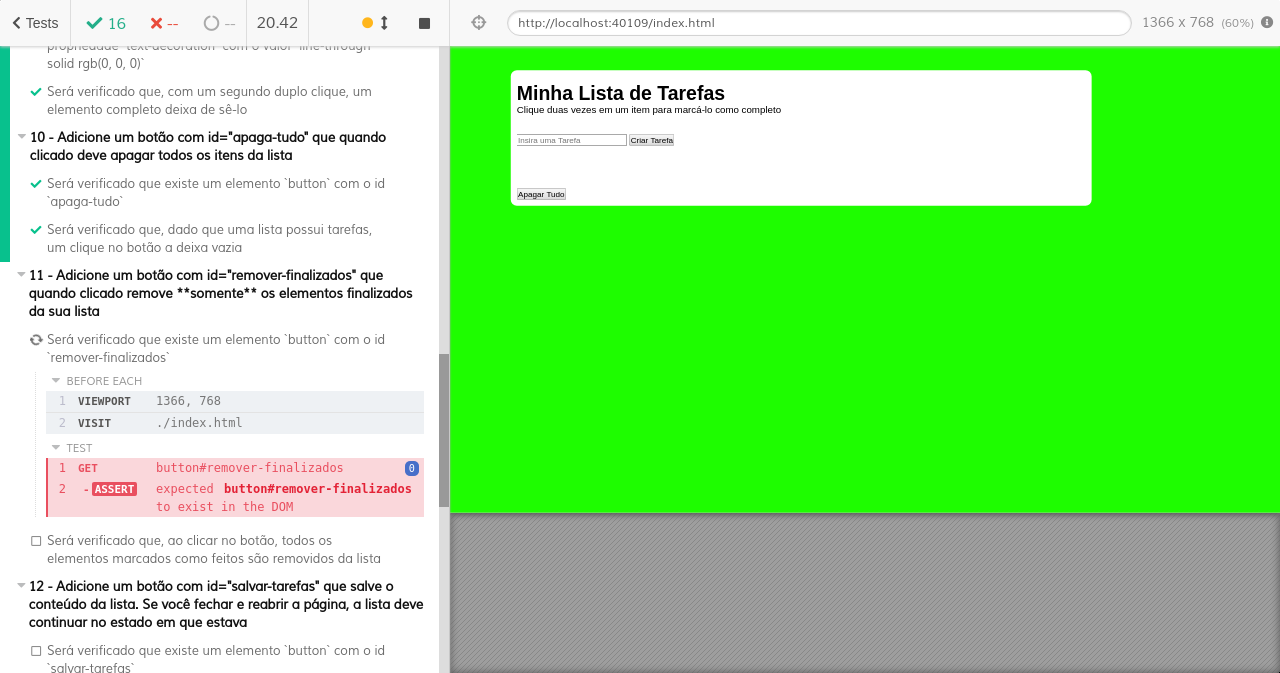 Tests
16
--
--
20.42
http://localhost:40109/index.html
1366 x 768 (60%)
propriedade `text-decoration` com o valor `line-through
solid rgb(0, 0, 0)`
Será verificado que, com um segundo duplo clique, um
elemento completo deixa de sê-lo
10 - Adicione um botão com id="apaga-tudo" que quando
clicado deve apagar todos os itens da lista
Será verificado que existe um elemento `button` com o id
`apaga-tudo`
Será verificado que, dado que uma lista possui tarefas,
um clique no botão a deixa vazia
11 - Adicione um botão com id="remover-finalizados" que
quando clicado remove **somente** os elementos finalizados
da sua lista
Será verificado que existe um elemento `button` com o id
`remover-finalizados`
BEFORE EACH
1 VIEWPORT 1366, 768
2 VISIT ./index.html
TEST
1 GET button#remover-finalizados 0
2 -ASSERT expected button#remover-finalizados
to exist in the DOM
Será verificado que, ao clicar no botão, todos os
elementos marcados como feitos são removidos da lista
12 - Adicione um botão com id="salvar-tarefas" que salve o
conteúdo da lista. Se você fechar e reabrir a página, a lista deve
continuar no estado em que estava
Será verificado que existe um elemento `button` com o id
`salvar-tarefas`
Minha Lista de Tarefas
Clique duas vezes em um item para marcá-lo como completo
Insira uma Tarefa
Criar Tarefa
Apagar Tudo